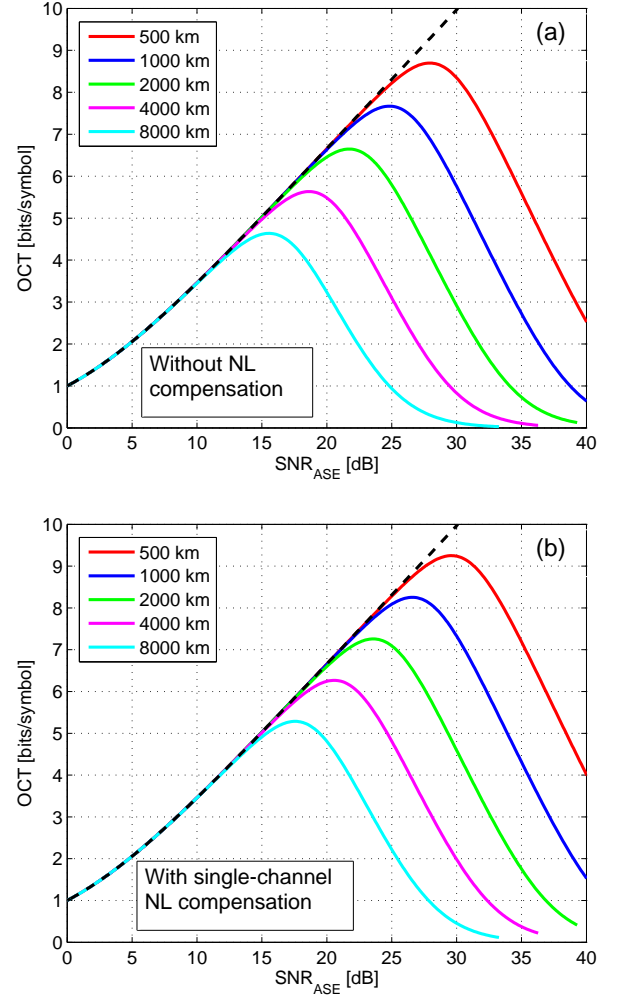 (a)
10
9
8
7
6
5
4
3
2
1
0
OCT [bits/symbol]
500 km
1000 km
2000 km
4000 km
8000 km
Without NL
compensation
0 5 10 15 20 25 30 35 40
SNR_ASE [dB]
(b)
10
9
8
7
6
5
4
3
2
1
0
OCT [bits/symbol]
500 km
1000 km
2000 km
4000 km
8000 km
With single-channel
NL compensation
0 5 10 15 20 25 30 35 40
SNR_ASE [dB]